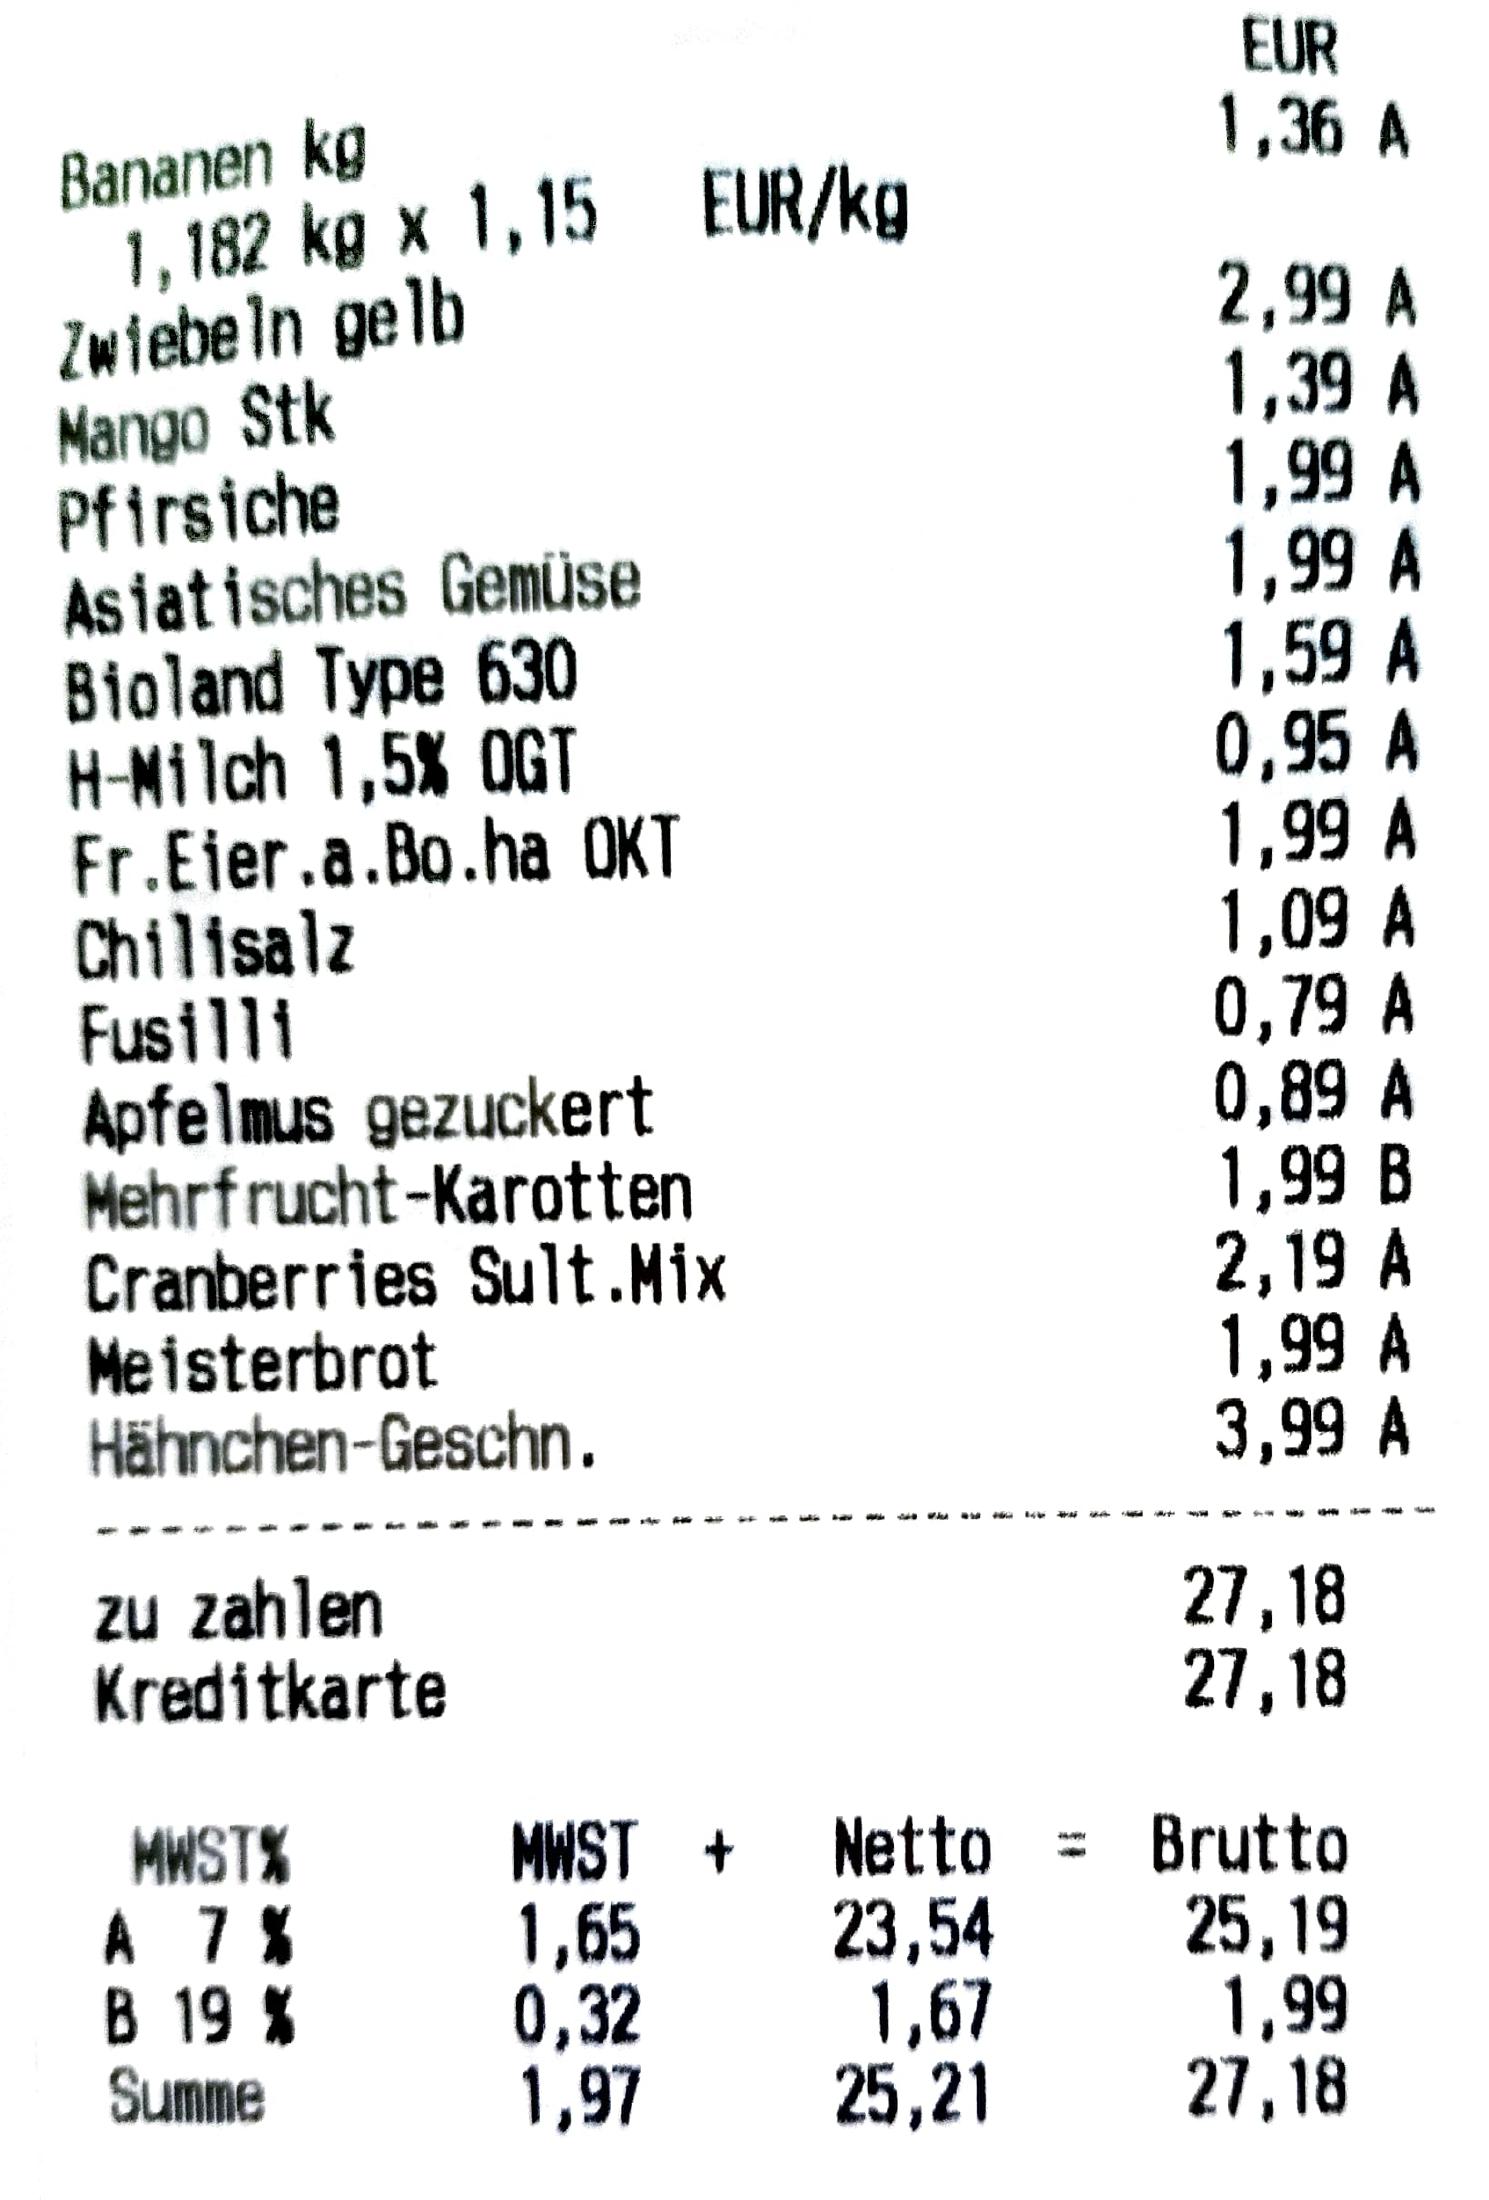 EUR
Bananen kg 1,36 A
1,182 kg x 1,15 EUR/kg
Zwiebeln gelb 2,99 A
Mango Stk 1,39 A
Pfirsiche 1,99 A
Asiatisches Gemüse 1,99 A
Bioland Type 630 1,59 A
H-Milch 1,5% OGT 0,95 A
Fr.Eier.a.Bo.ha OKT 1,99 A
Chilisalz 1,09 A
Fusilli 0,79 A
Apfelmus gezuckert 0,89 A
Mehrfrucht-Karotten 1,99 B
Cranberries Sult.Mix 2,19 A
Meisterbrot 1,99 A
Hähnchen-Geschn. 3,99 A
zu zahlen 27,18
Kreditkarte 27,18
MWST% MWST + Netto = Brutto
A 7 % 1,65 23,54 25,19
B 19 % 0,32 1,67 1,99
Summe 1,97 25,21 27,18